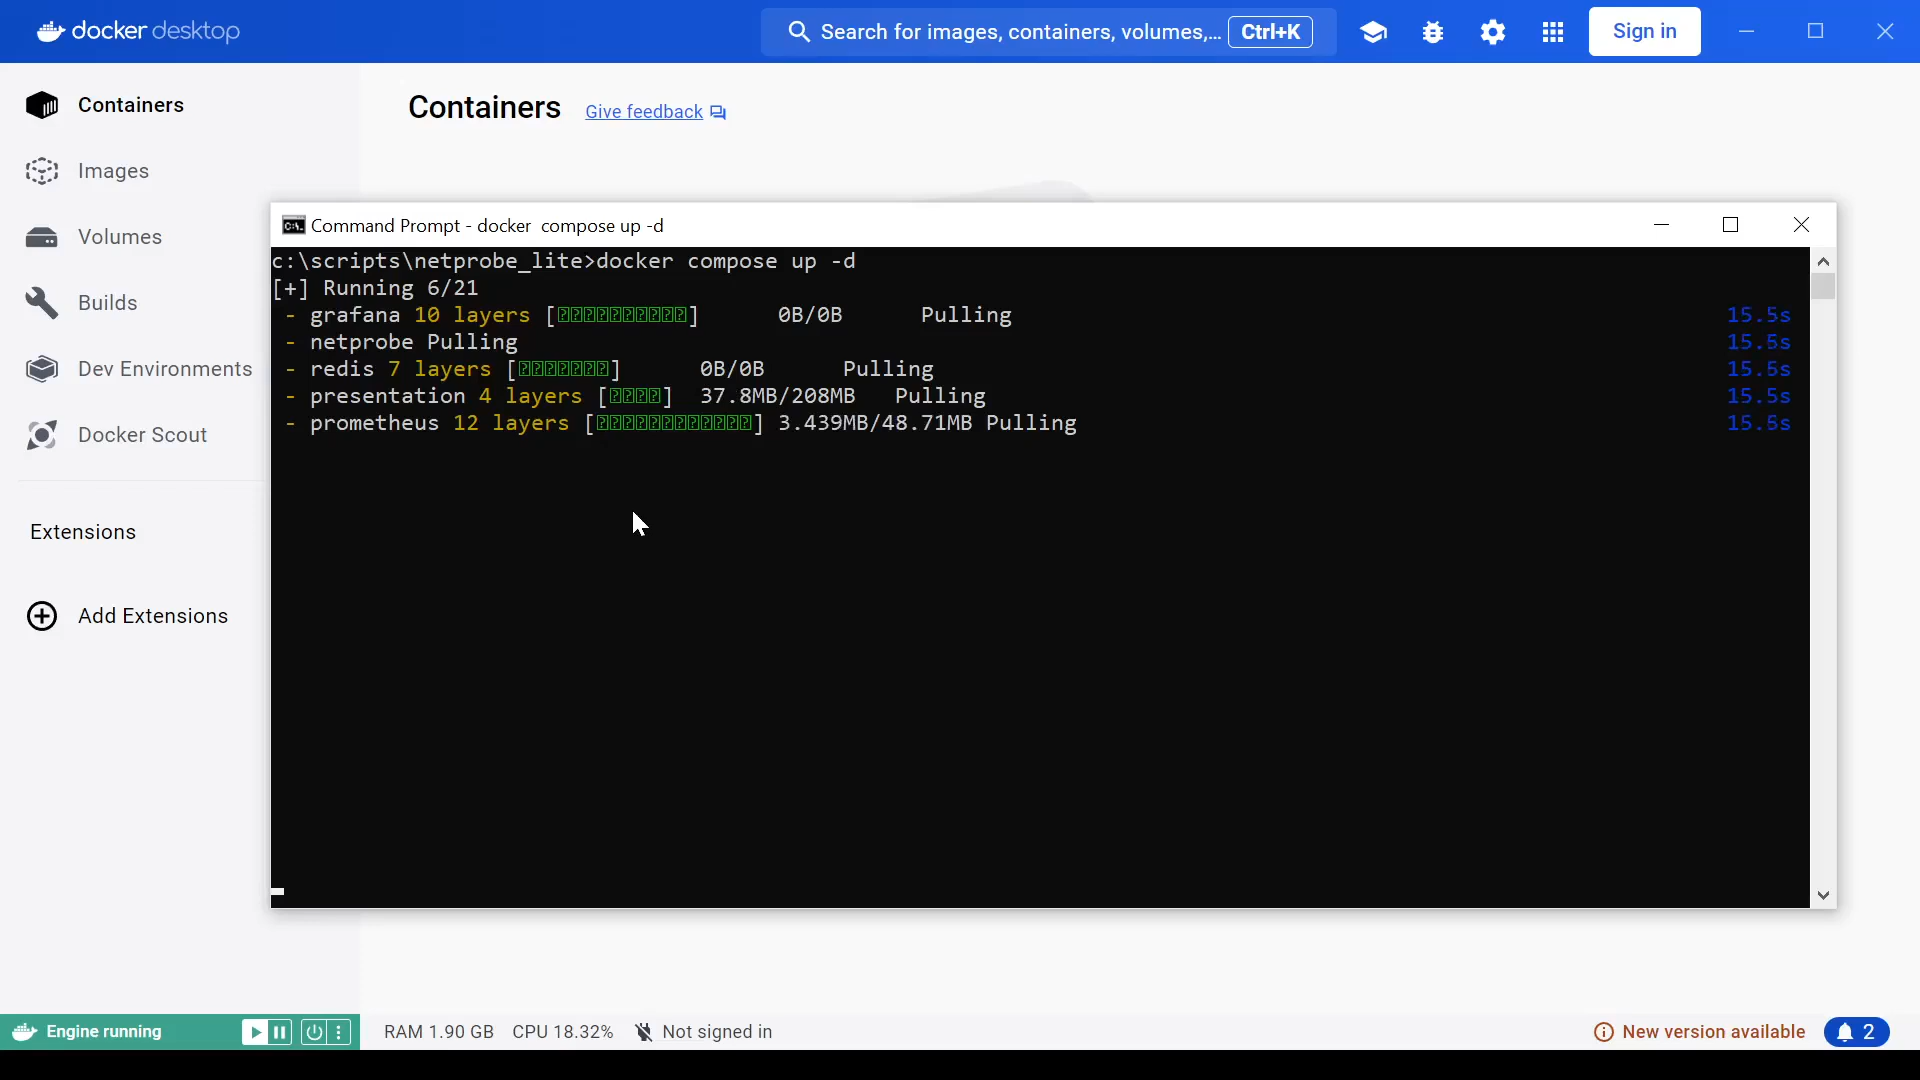 docker desktop
Search for images, containers, volumes,... Ctrl+K
Sign in
Containers
Images
Volumes
Builds
Dev Environments
Docker Scout
Extensions
Add Extensions
Containers Give feedback
Command Prompt - docker compose up -d
c:\scripts\netprobe_lite>docker compose up -d
[+] Running 6/21
- grafana 10 layers [⍰⍰⍰⍰⍰⍰⍰⍰⍰⍰] 0B/0B Pulling 15.5s
- netprobe Pulling 15.5s
- redis 7 layers [⍰⍰⍰⍰⍰⍰⍰] 0B/0B Pulling 15.5s
- presentation 4 layers [⍰⍰⍰⍰] 37.8MB/208MB Pulling 15.5s
- prometheus 12 layers [⍰⍰⍰⍰⍰⍰⍰⍰⍰⍰⍰⍰] 3.439MB/48.71MB Pulling 15.5s
Engine running
RAM 1.90 GB CPU 18.32% Not signed in
New version available 2